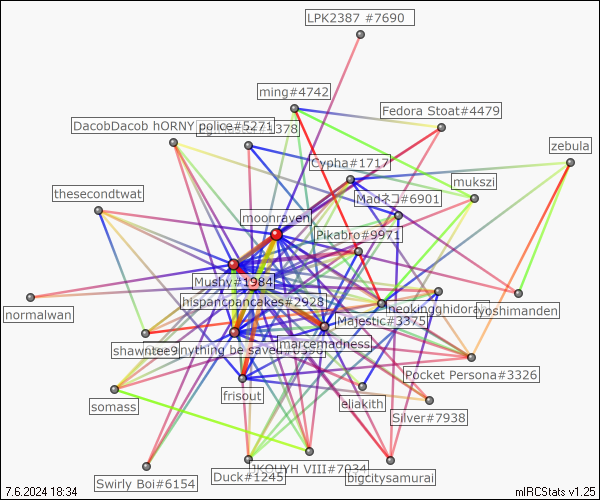 LPK2387 #7690
ming#4742
Fedora Stoat#4479
DacobDacob hORNY police#5271
378
zebula
Cypha#1717
mukszi
thesecondtwat
Madネコ#6901
moonraven
Pikabro#9971
Mushy#1984
hispancpancakes#2928
neokingghidorah
yoshimanden
normalwan
Majestic#3375
marcemadness
shawntee9
anything be saved
Pocket Persona#3326
frisout
somass
eliakith
Silver#7938
JKOUYH VIII#7034
Duck#1245
bigcitysamurai
Swirly Boi#6154
7.6.2024 18:34
mIRCStats v1.25